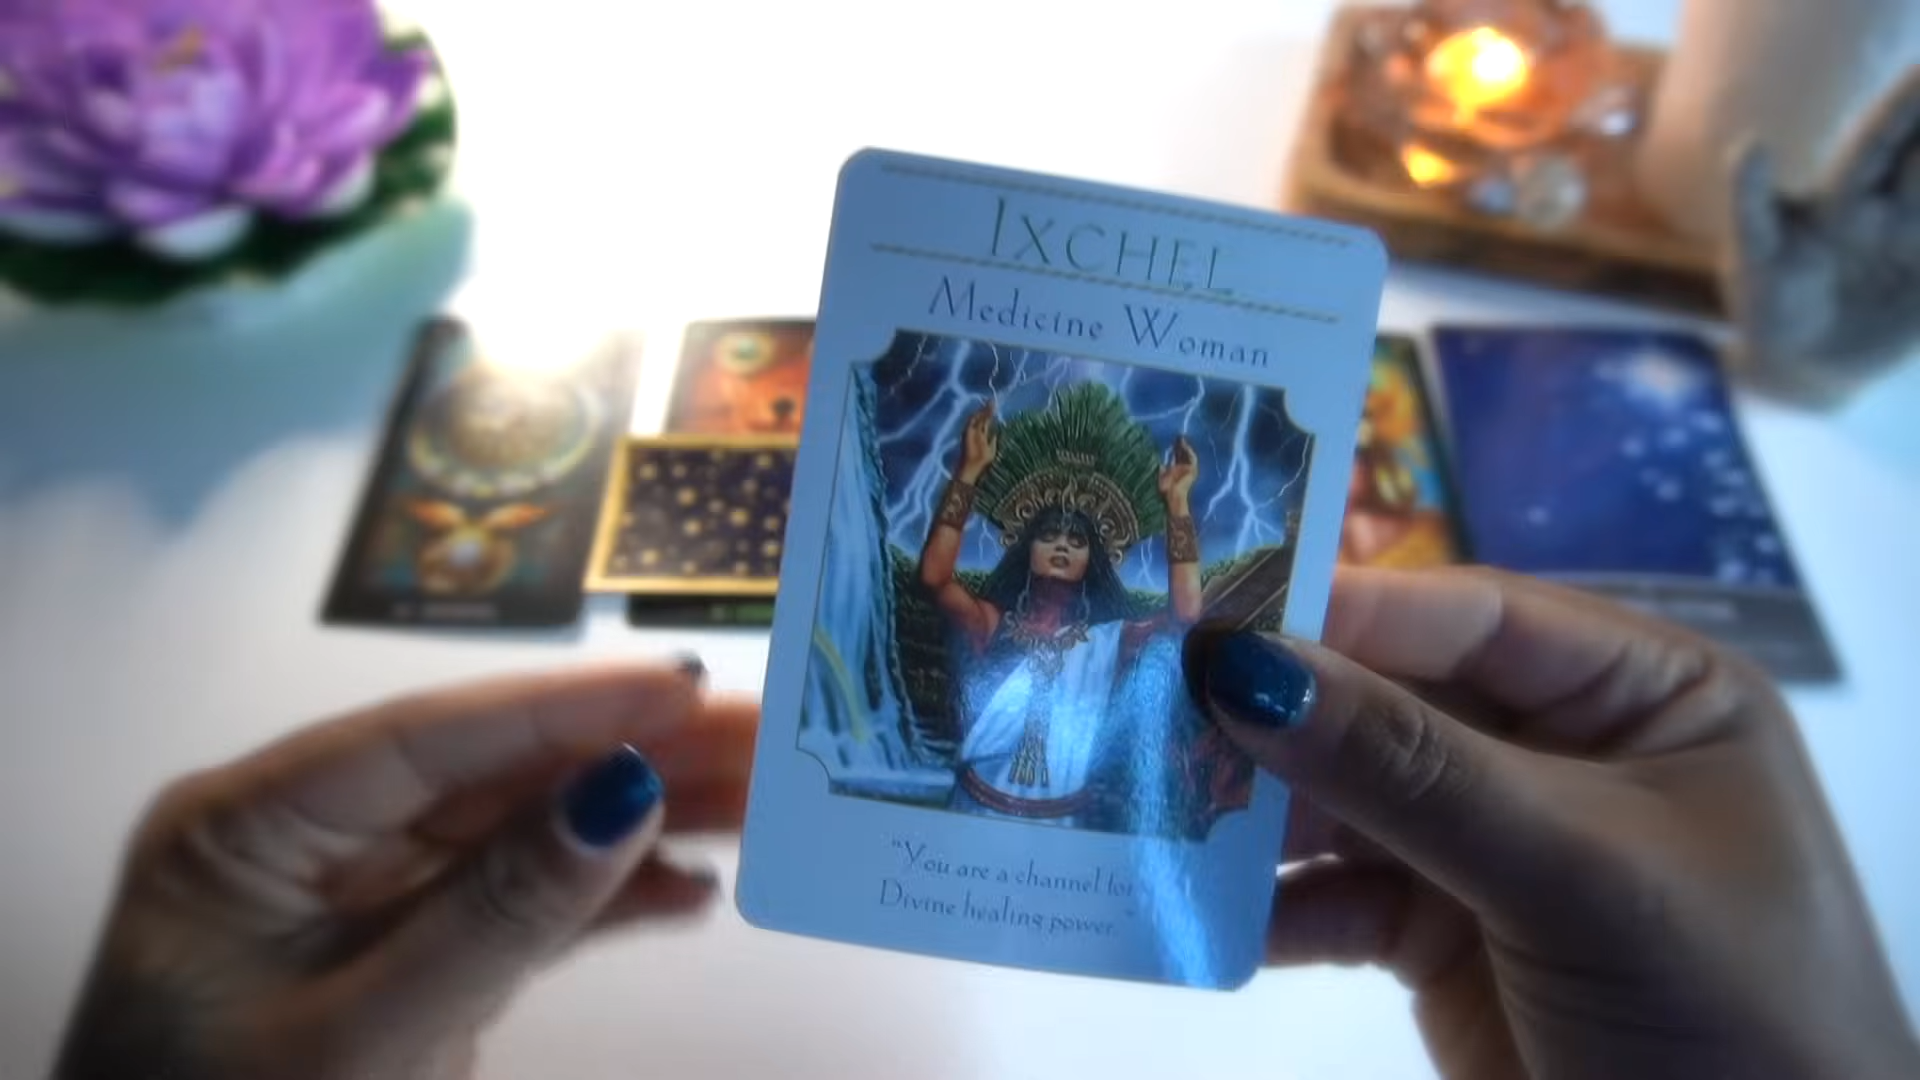 IXCHEL
Medicine Woman
"You are a channel for
Divine healing power."